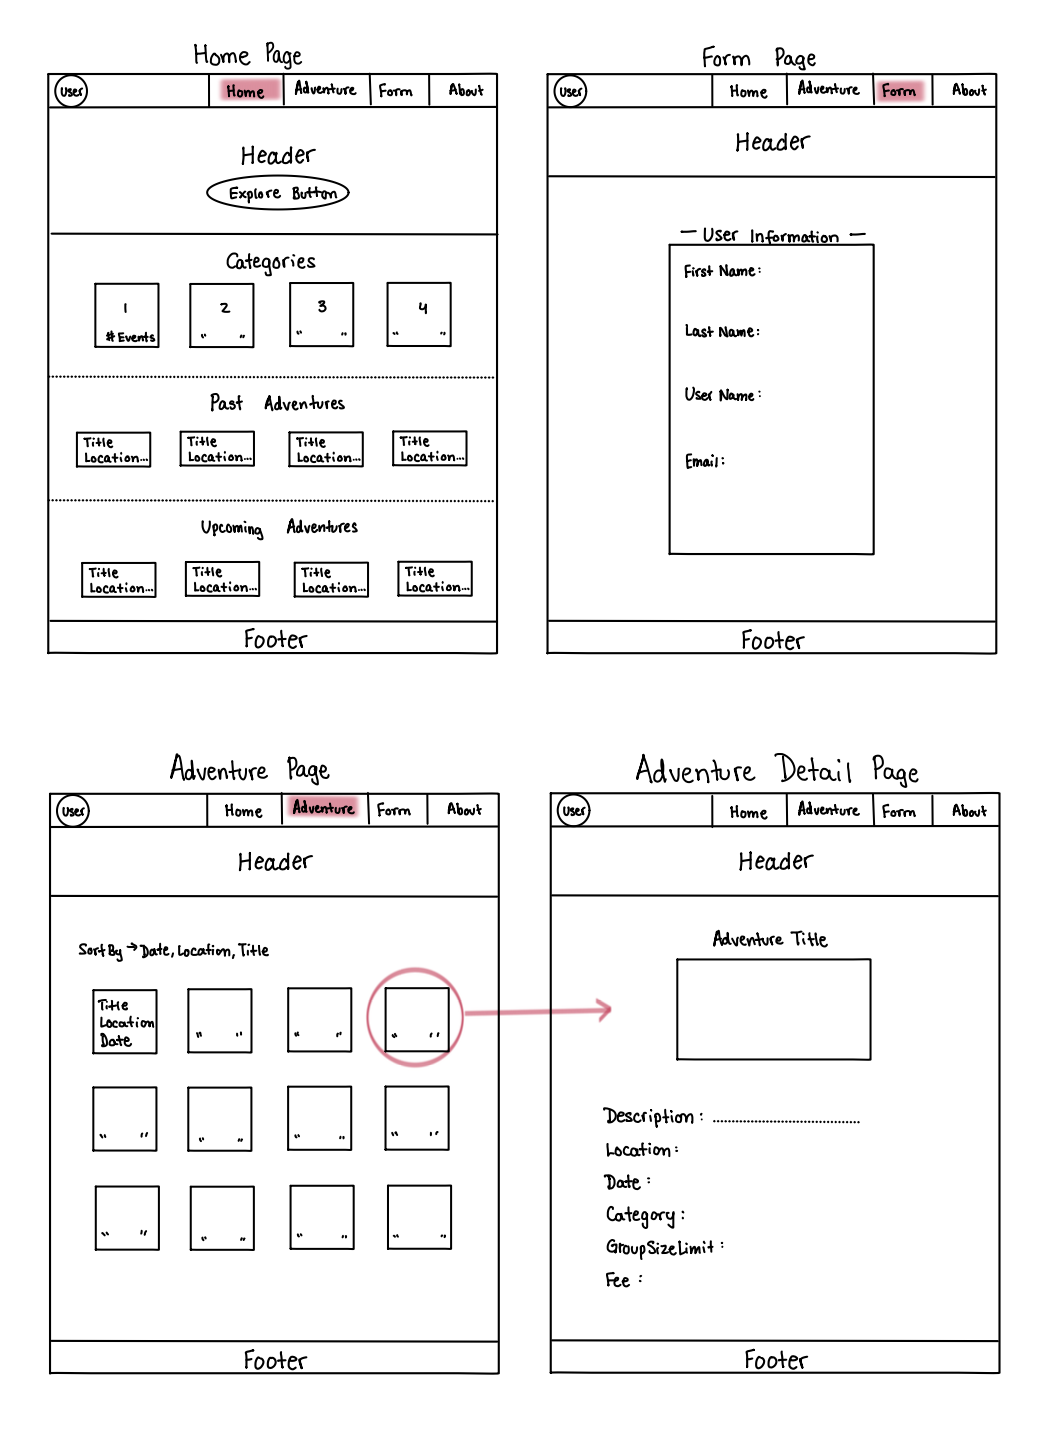 Home Page
User Home Adventure Form About
Header
Explore Button
Categories
1 2 3 4
# Events " " " " " "
Past Adventures
Title Title Title Title
Location... Location... Location... Location...
Upcoming Adventures
Title Title Title Title
Location... Location... Location... Location...
Footer
Form Page
User Home Adventure Form About
Header
— User Information —
First Name:
Last Name:
User Name:
Email:
Footer
Adventure Page
User Home Adventure Form About
Header
Sort By → Date, Location, Title
Title
Location
Date " " " " " "
" " " " " " " "
" " " " " " " "
Footer
Adventure Detail Page
User Home Adventure Form About
Header
Adventure Title
Description: ....................................
Location:
Date:
Category:
GroupSizeLimit:
Fee:
Footer